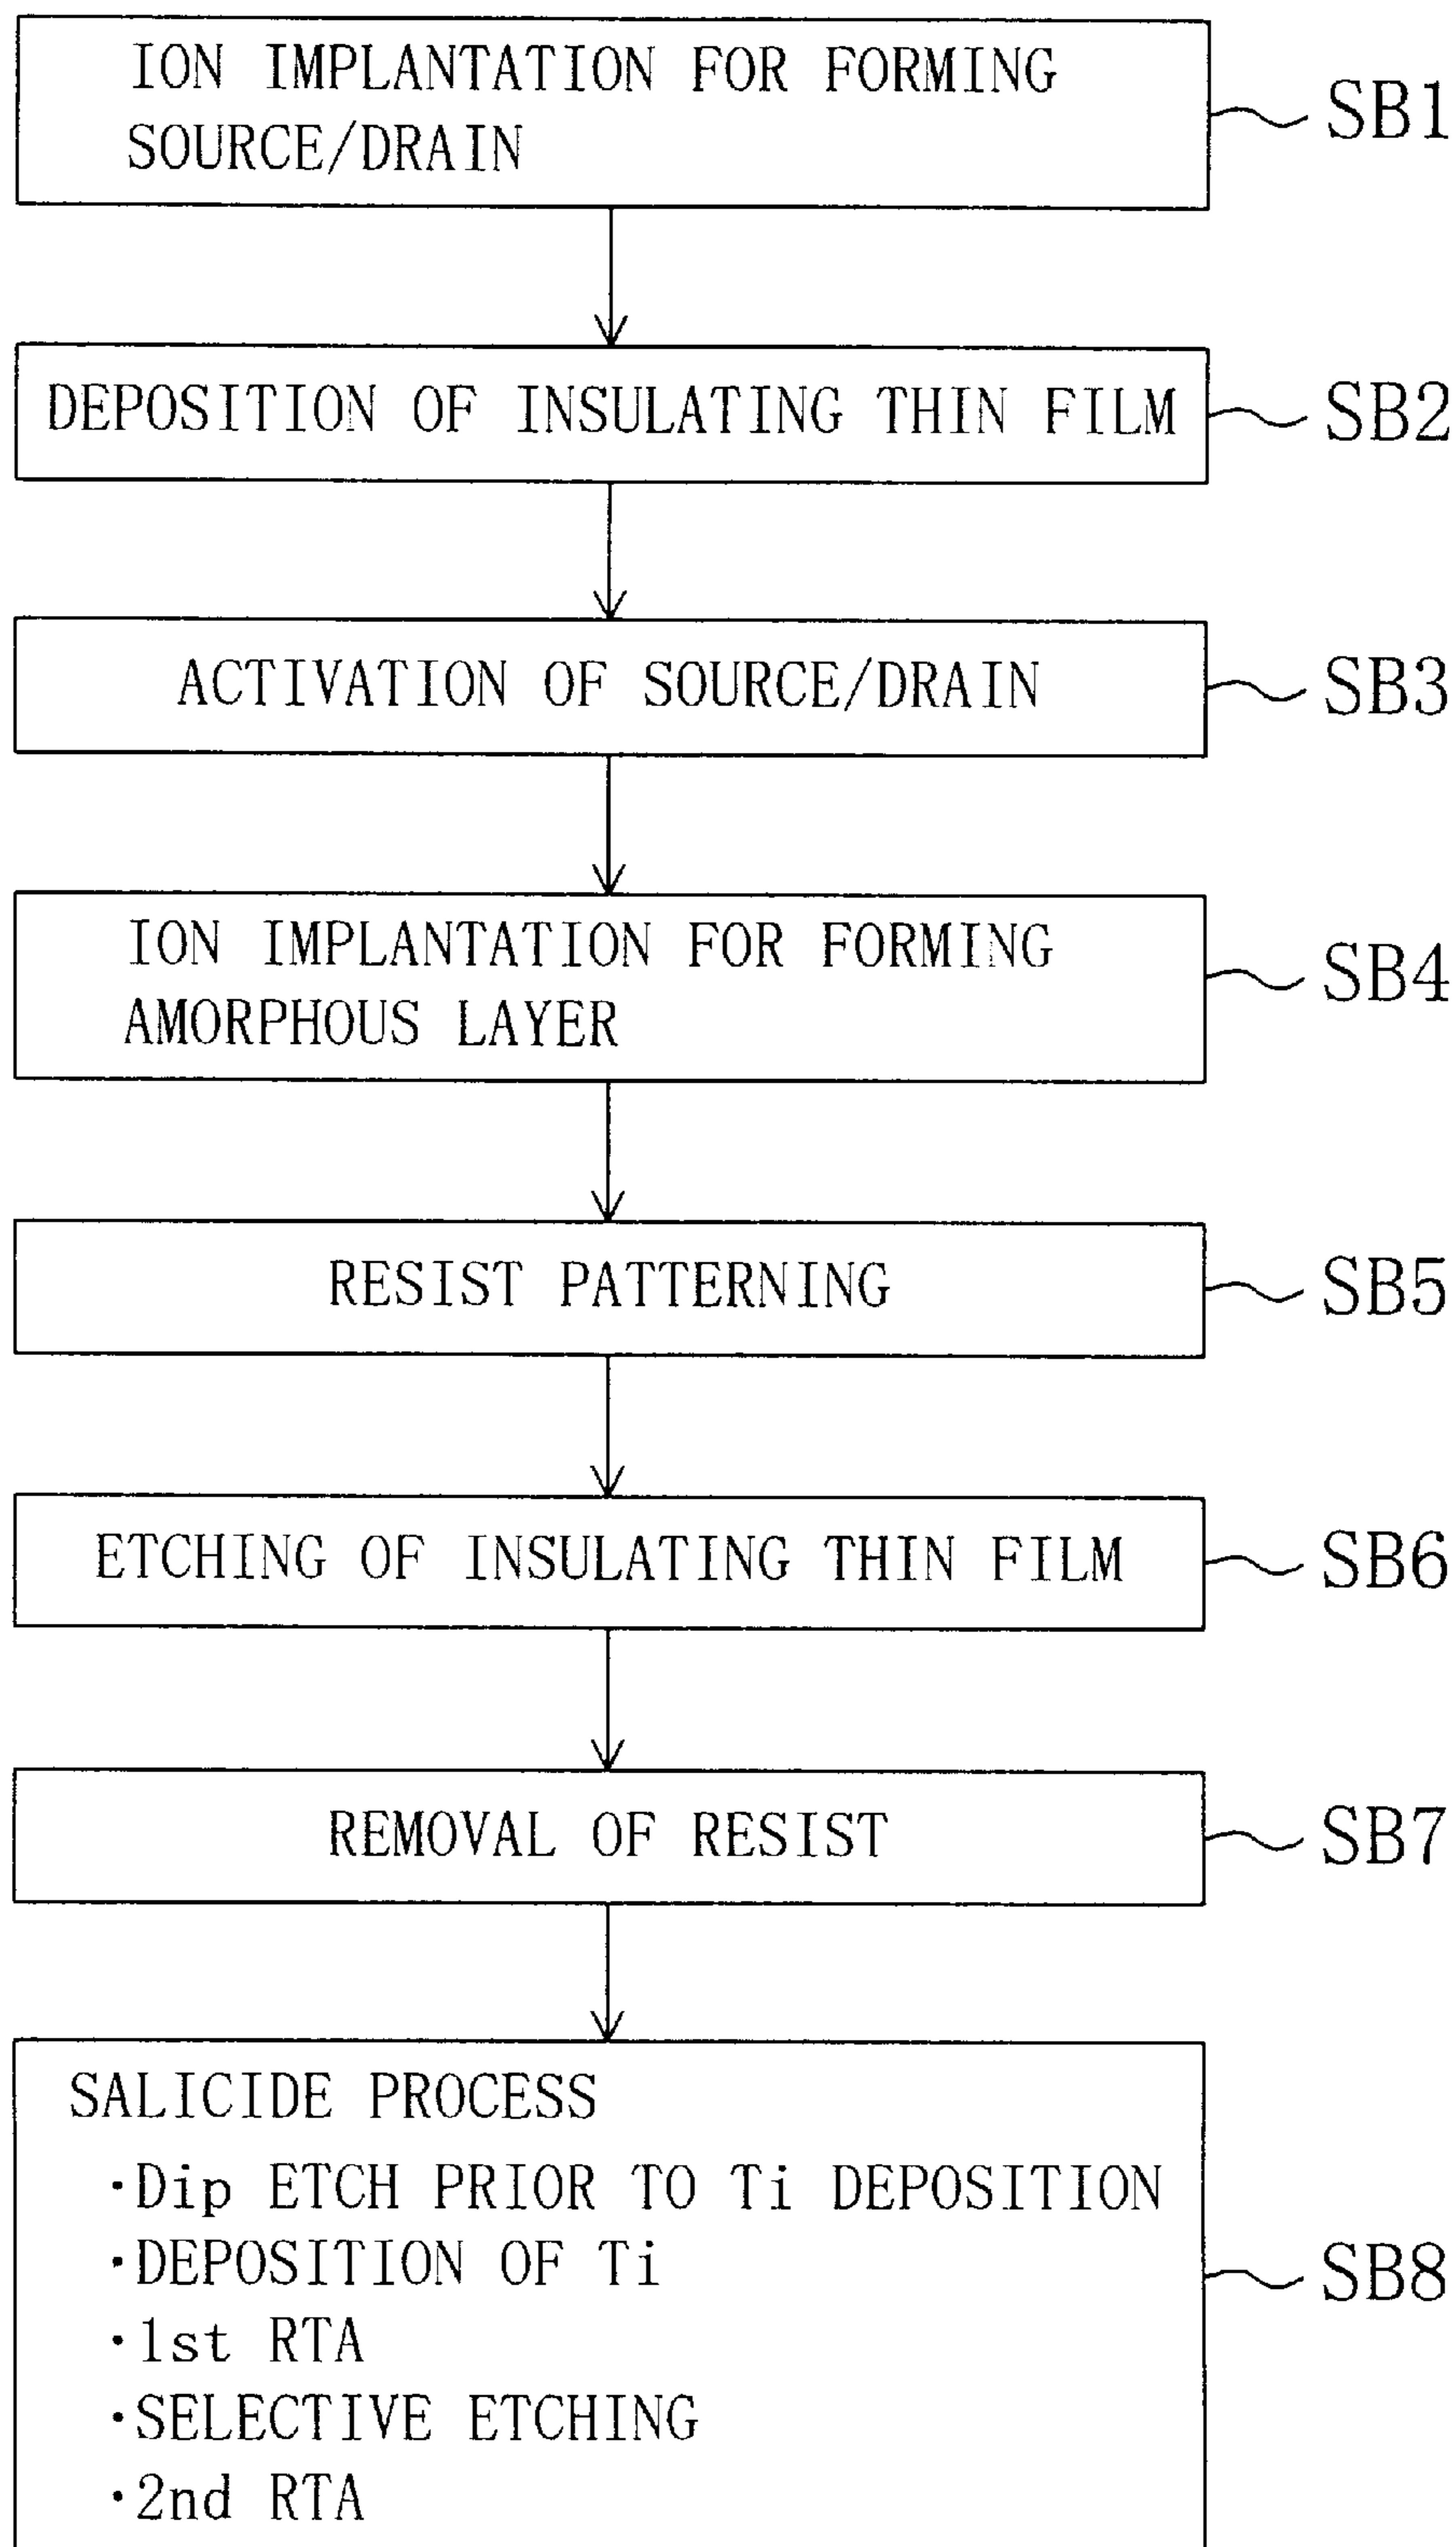 ION IMPLANTATION FOR FORMING
SOURCE/DRAIN
SB1
DEPOSITION OF INSULATING THIN FILM
SB2
ACTIVATION OF SOURCE/DRAIN
SB3
ION IMPLANTATION FOR FORMING
AMORPHOUS LAYER
SB4
RESIST PATTERNING
SB5
ETCHING OF INSULATING THIN FILM
SB6
REMOVAL OF RESIST
SB7
SALICIDE PROCESS
·Dip ETCH PRIOR TO Ti DEPOSITION
·DEPOSITION OF Ti
·1st RTA
·SELECTIVE ETCHING
·2nd RTA
SB8